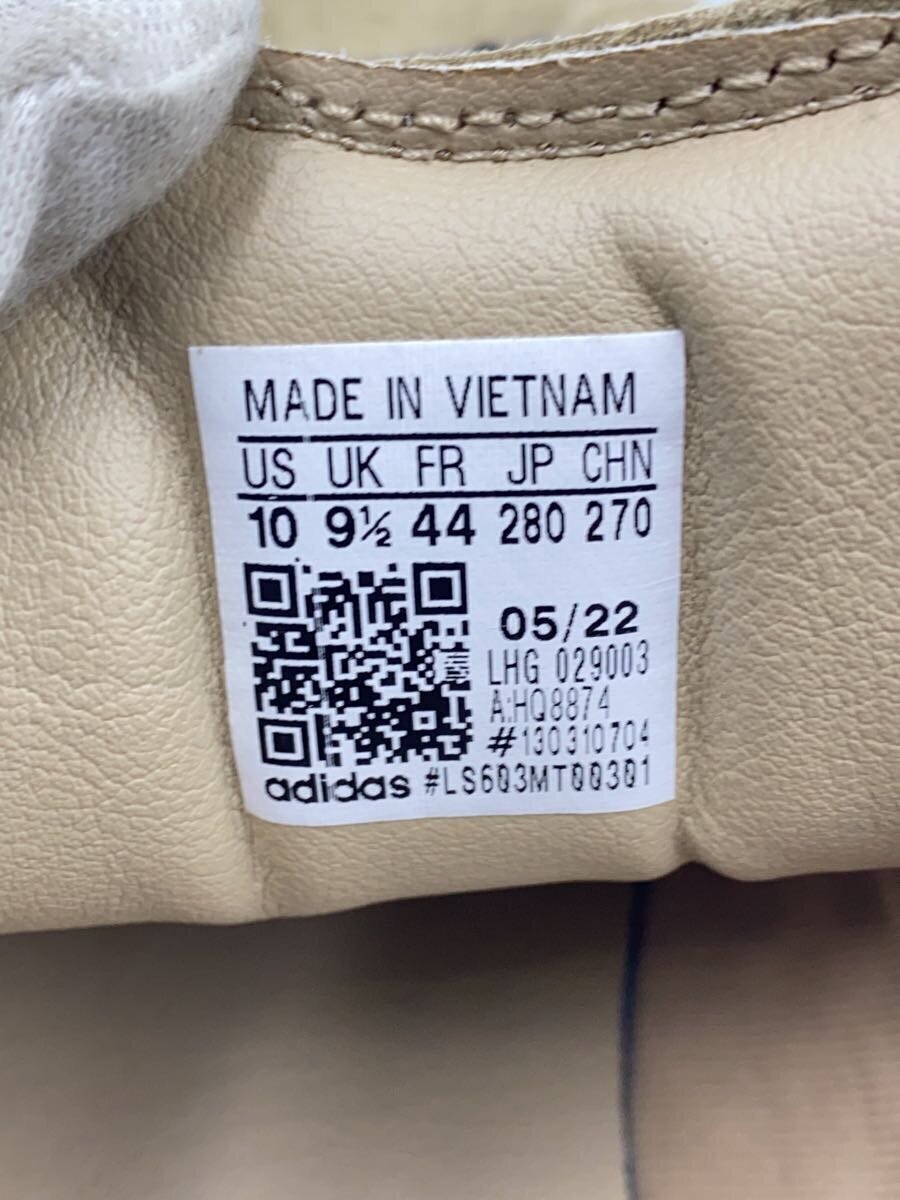 MADE IN VIETNAM
US UK FR JP CHN
10 9½ 44 280 270
05/22
LHG 029003
A:HQ8874
#130310704
adidas #LS603MT00301